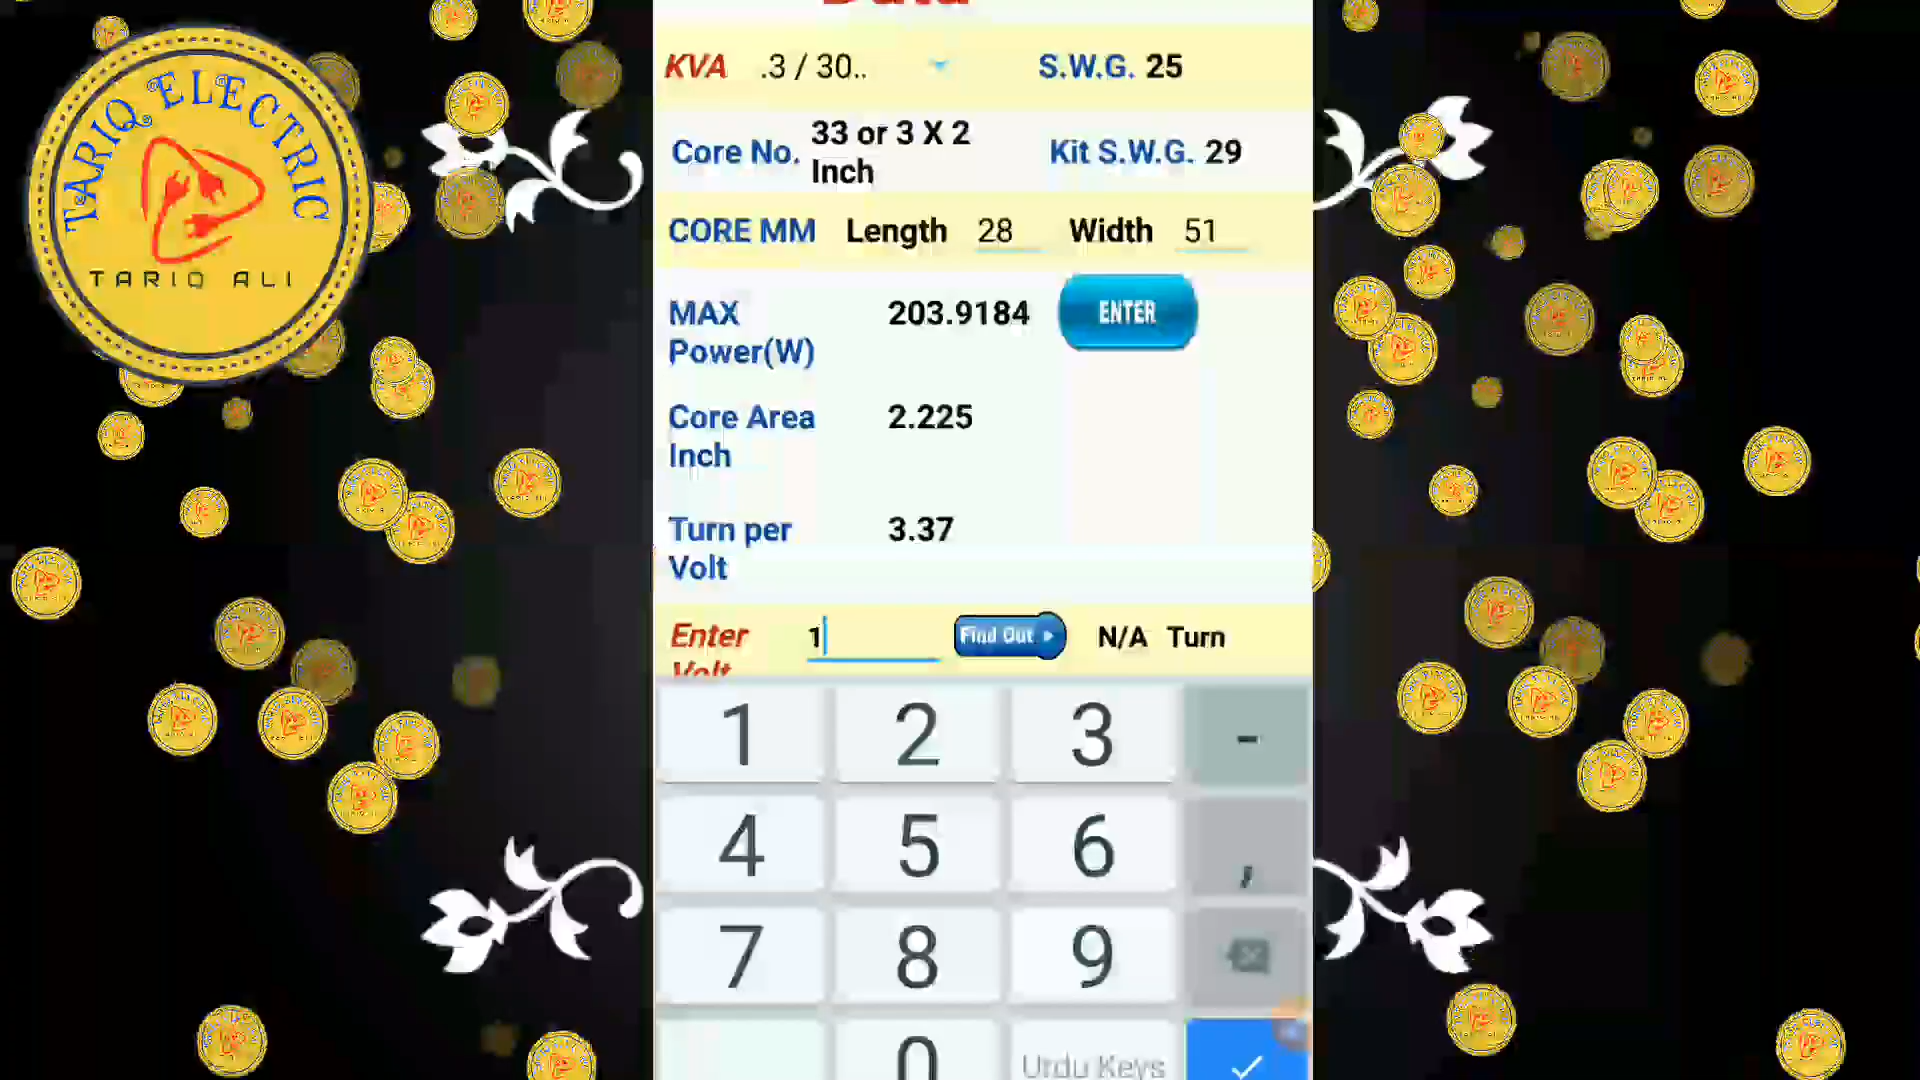 TARIQ ELECTRIC
TARIQ ALI
Data
KVA .3 / 30.. S.W.G. 25
Core No. 33 or 3 X 2 Inch Kit S.W.G. 29
CORE MM Length 28 Width 51
MAX Power(W) 203.9184 ENTER
Core Area Inch 2.225
Turn per Volt 3.37
Enter Volt 1 Find Out N/A Turn
1 2 3 -
4 5 6 ,
7 8 9
0 Urdu Keys